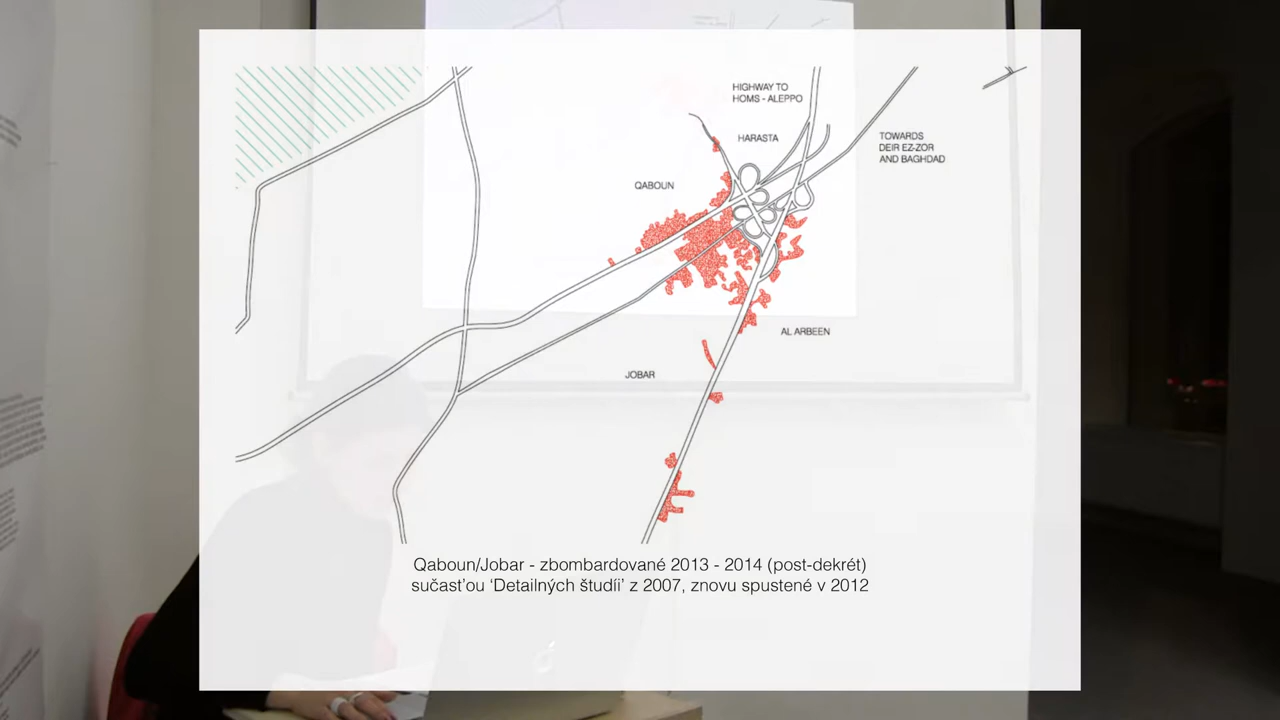 HIGHWAY TO
HOMS - ALEPPO
HARASTA
TOWARDS
DEIR EZ-ZOR
AND BAGHDAD
QABOUN
AL ARBEEN
JOBAR
Qaboun/Jobar - zbombardované 2013 - 2014 (post-dekrét)
sučasťou ‘Detailných štúdíi’ z 2007, znovu spustené v 2012